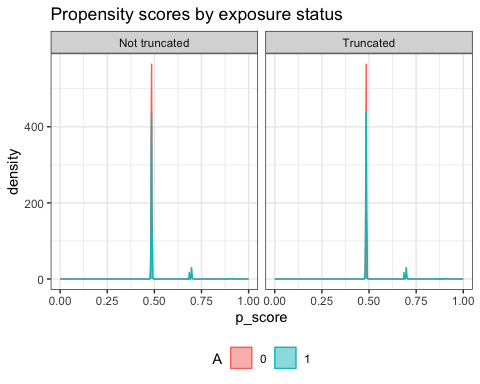 Propensity scores by exposure status
Not truncated
Truncated
density
400
200
0
0.00 0.25 0.50 0.75 1.00
0.00 0.25 0.50 0.75 1.00
p_score
A 0 1